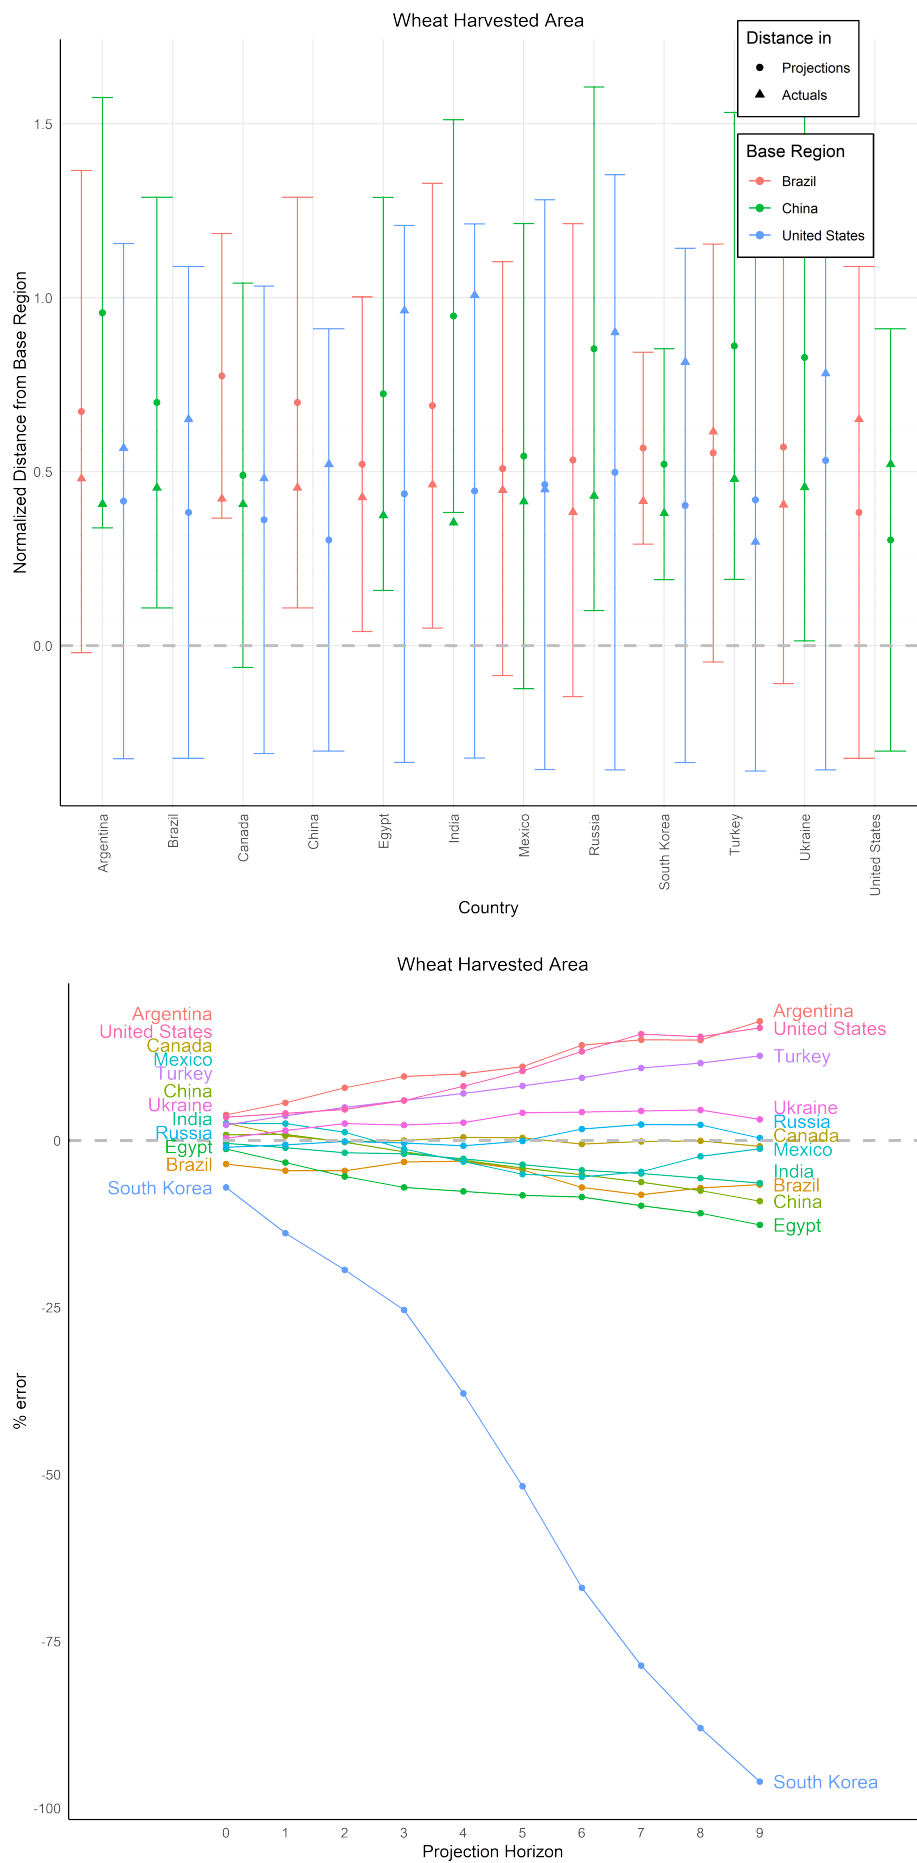 Wheat Harvested Area
Distance in
Projections
Actuals
Base Region
Brazil
China
United States
Normalized Distance from Base Region
1.5
1.0
0.5
0.0
Argentina
Brazil
Canada
China
Egypt
India
Mexico
Russia
South Korea
Turkey
Ukraine
United States
Country
Wheat Harvested Area
Argentina
United States
Canada
Mexico
Turkey
China
Ukraine
India
Russia
Egypt
Brazil
South Korea
Argentina
United States
Turkey
Ukraine
Russia
Canada
Mexico
India
Brazil
China
Egypt
South Korea
% error
0
-25
-50
-75
-100
0 1 2 3 4 5 6 7 8 9
Projection Horizon